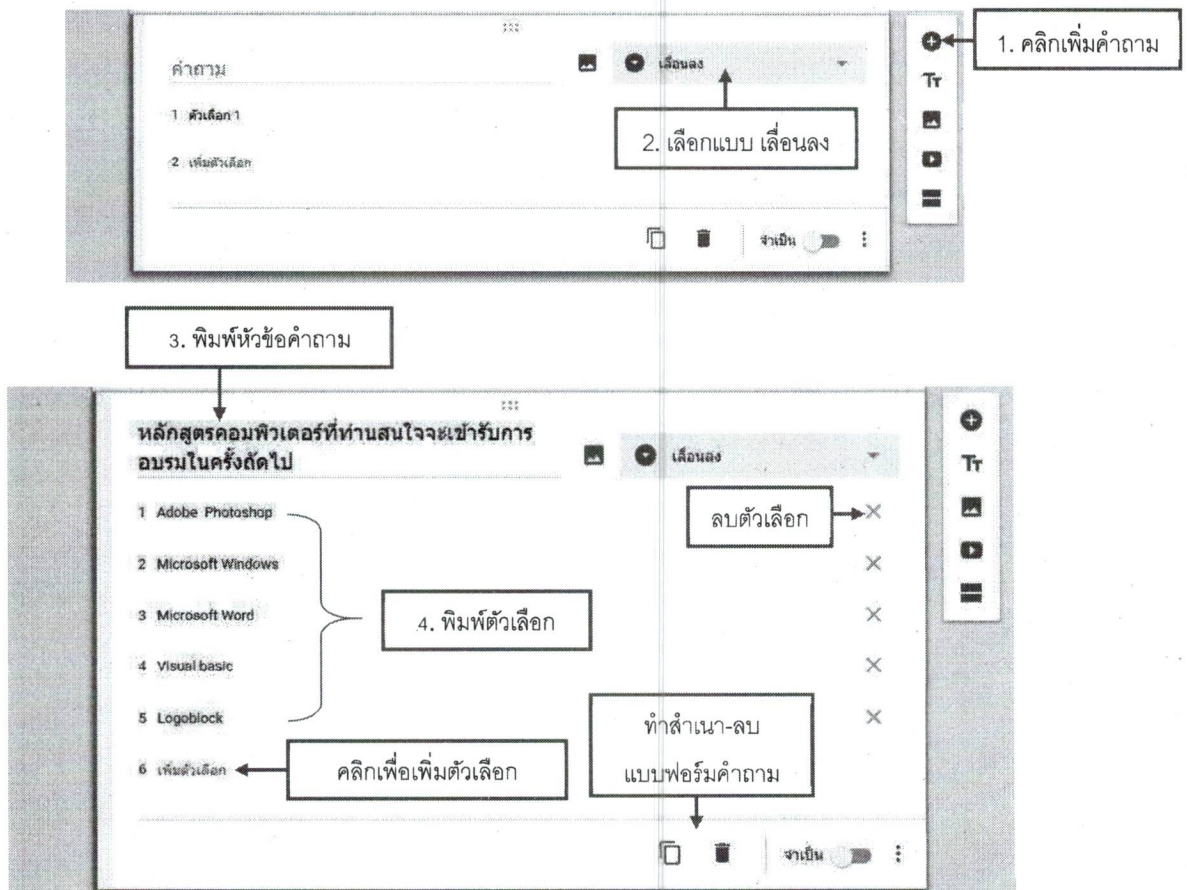 1. คลิกเพิ่มคำถาม
คำถาม
เลื่อนลง
Tт
1 ตัวเลือก 1
2. เลือกแบบ เลื่อนลง
2 เพิ่มตัวเลือก
จำเป็น
3. พิมพ์หัวข้อคำถาม
หลักสูตรคอมพิวเตอร์ที่ท่านสนใจจะเข้ารับการ
อบรมในครั้งถัดไป
เลื่อนลง
Tт
1 Adobe Photoshop
ลบตัวเลือก
2 Microsoft Windows
3 Microsoft Word
4. พิมพ์ตัวเลือก
4 Visual basic
5 Logoblock
ทำสำเนา-ลบ
แบบฟอร์มคำถาม
6 เพิ่มตัวเลือก
คลิกเพื่อเพิ่มตัวเลือก
จำเป็น